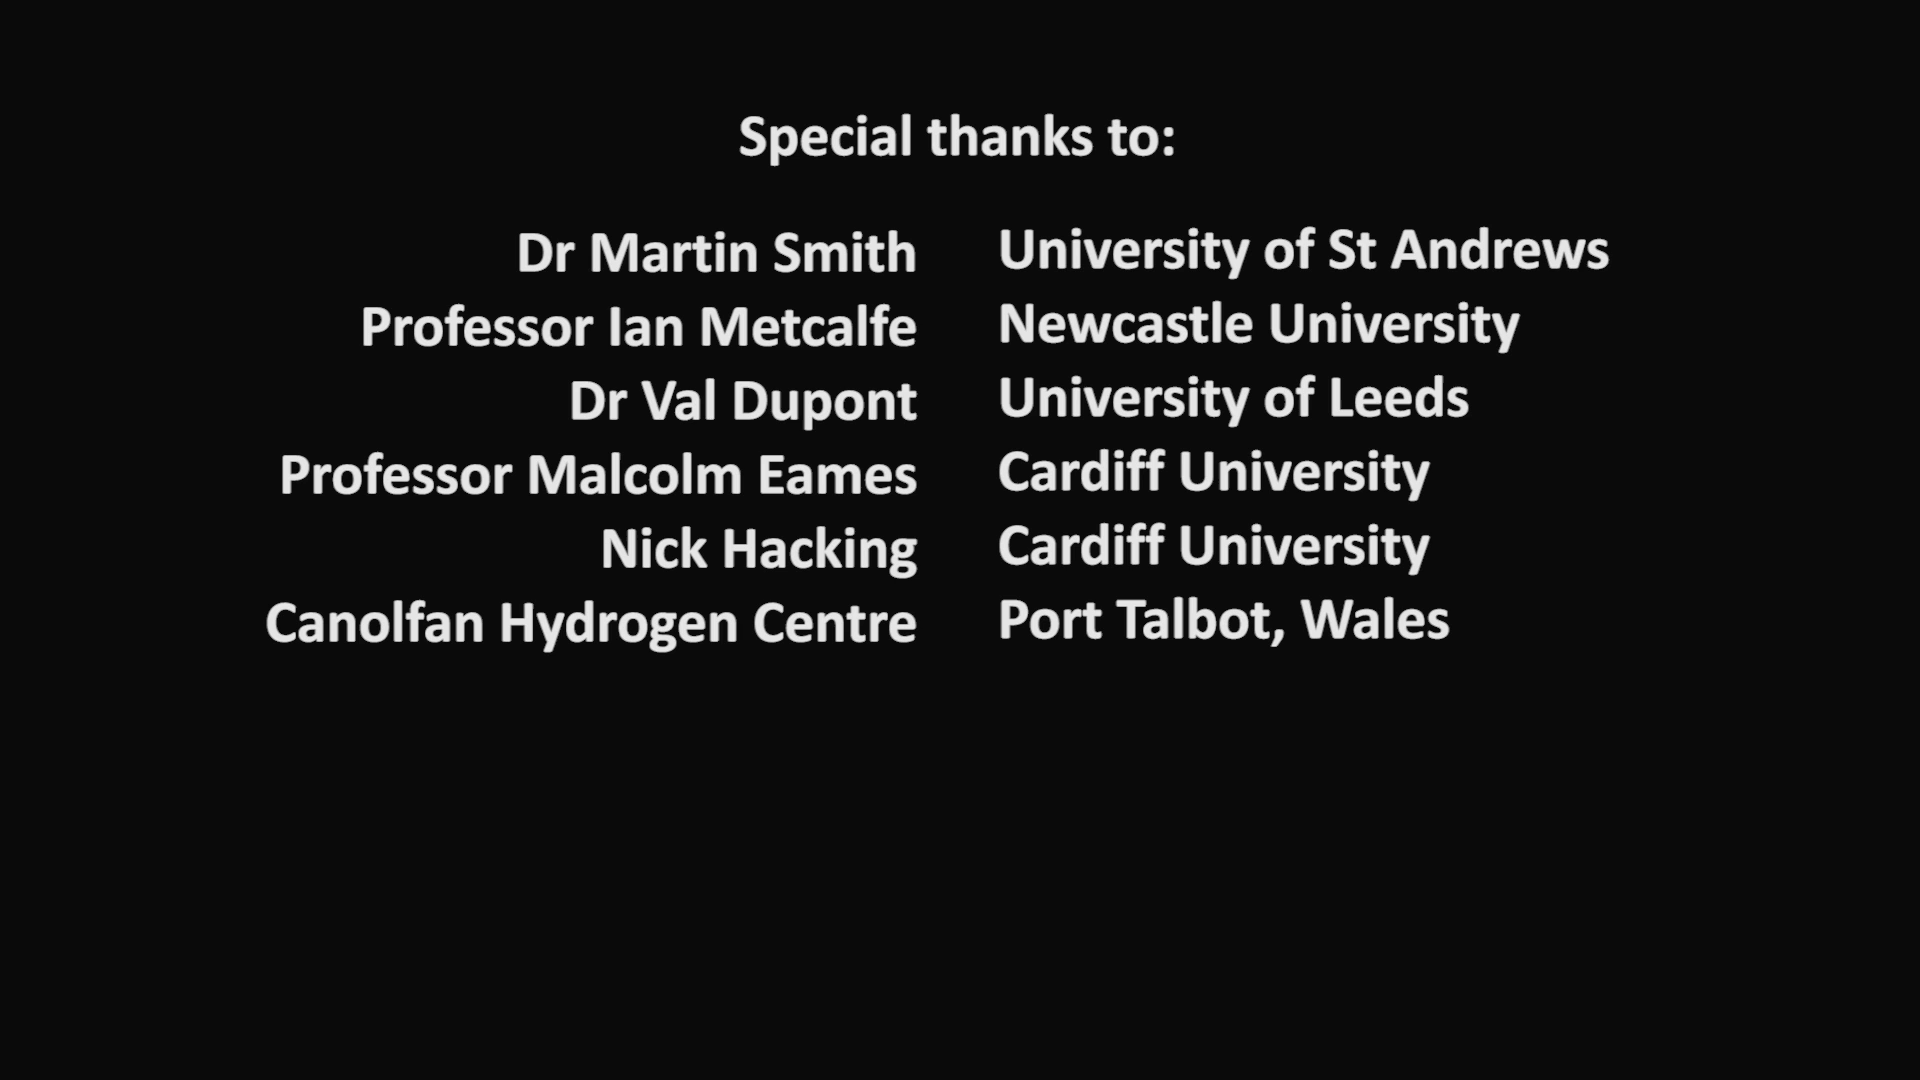 Special thanks to:
Dr Martin Smith University of St Andrews
Professor Ian Metcalfe Newcastle University
Dr Val Dupont University of Leeds
Professor Malcolm Eames Cardiff University
Nick Hacking Cardiff University
Canolfan Hydrogen Centre Port Talbot, Wales